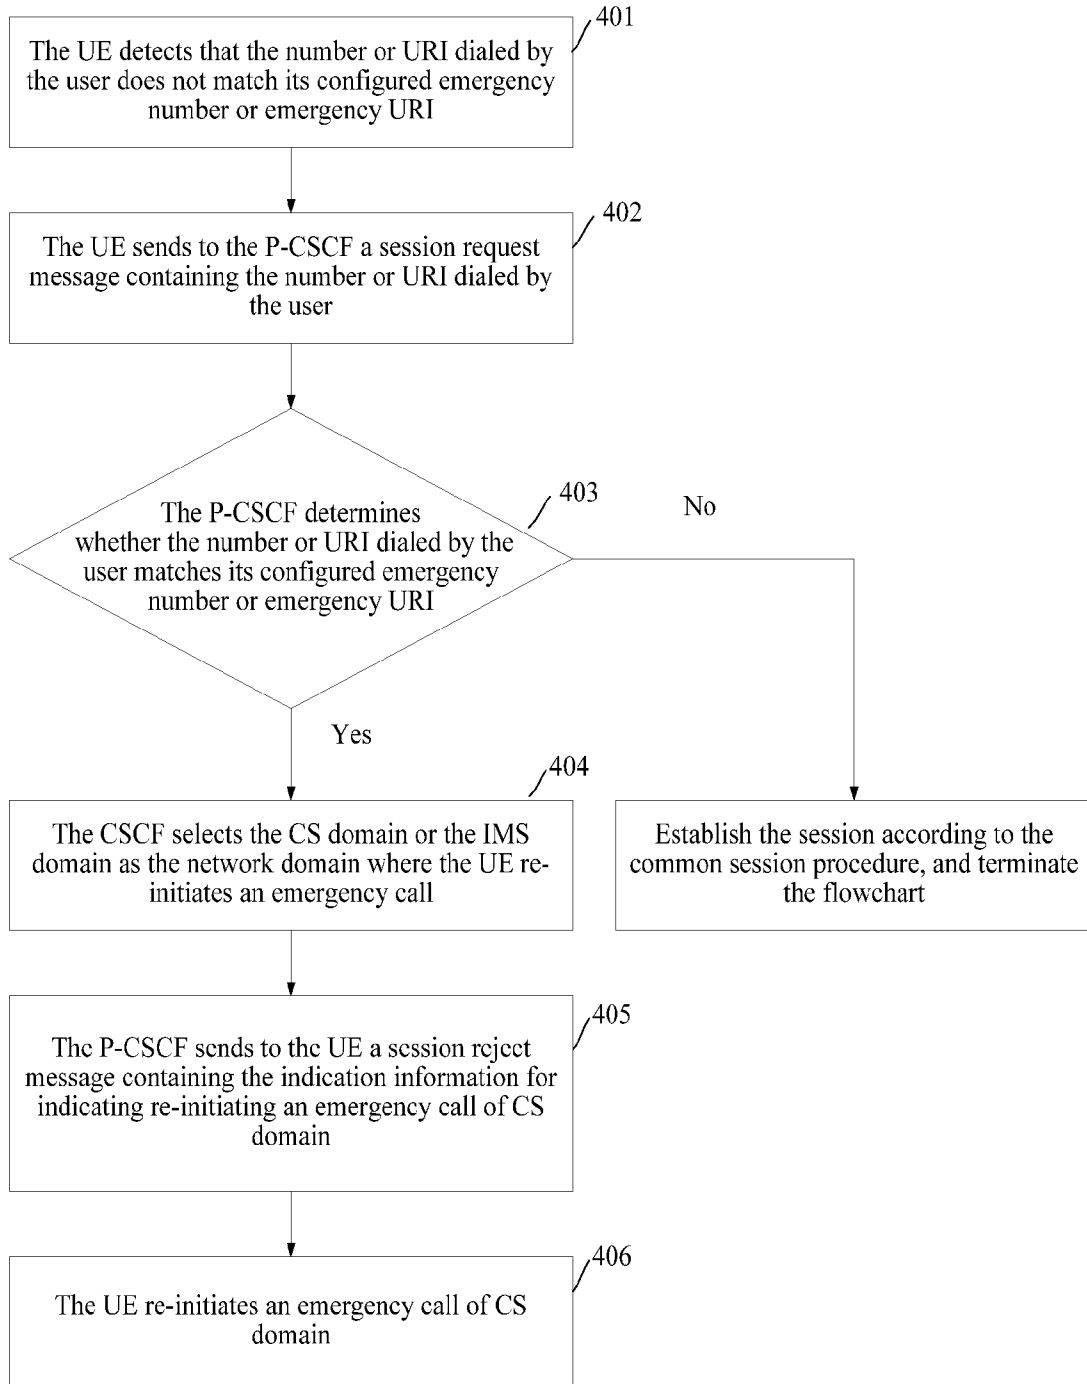 401
The UE detects that the number or URI dialed by
the user does not match its configured emergency
number or emergency URI
402
The UE sends to the P-CSCF a session request
message containing the number or URI dialed by
the user
403
No
The P-CSCF determines
whether the number or URI dialed by the
user matches its configured emergency
number or emergency URI
Yes
404
The CSCF selects the CS domain or the IMS
domain as the network domain where the UE re-
initiates an emergency call
Establish the session according to the
common session procedure, and terminate
the flowchart
405
The P-CSCF sends to the UE a session reject
message containing the indication information for
indicating re-initiating an emergency call of CS
domain
406
The UE re-initiates an emergency call of CS
domain